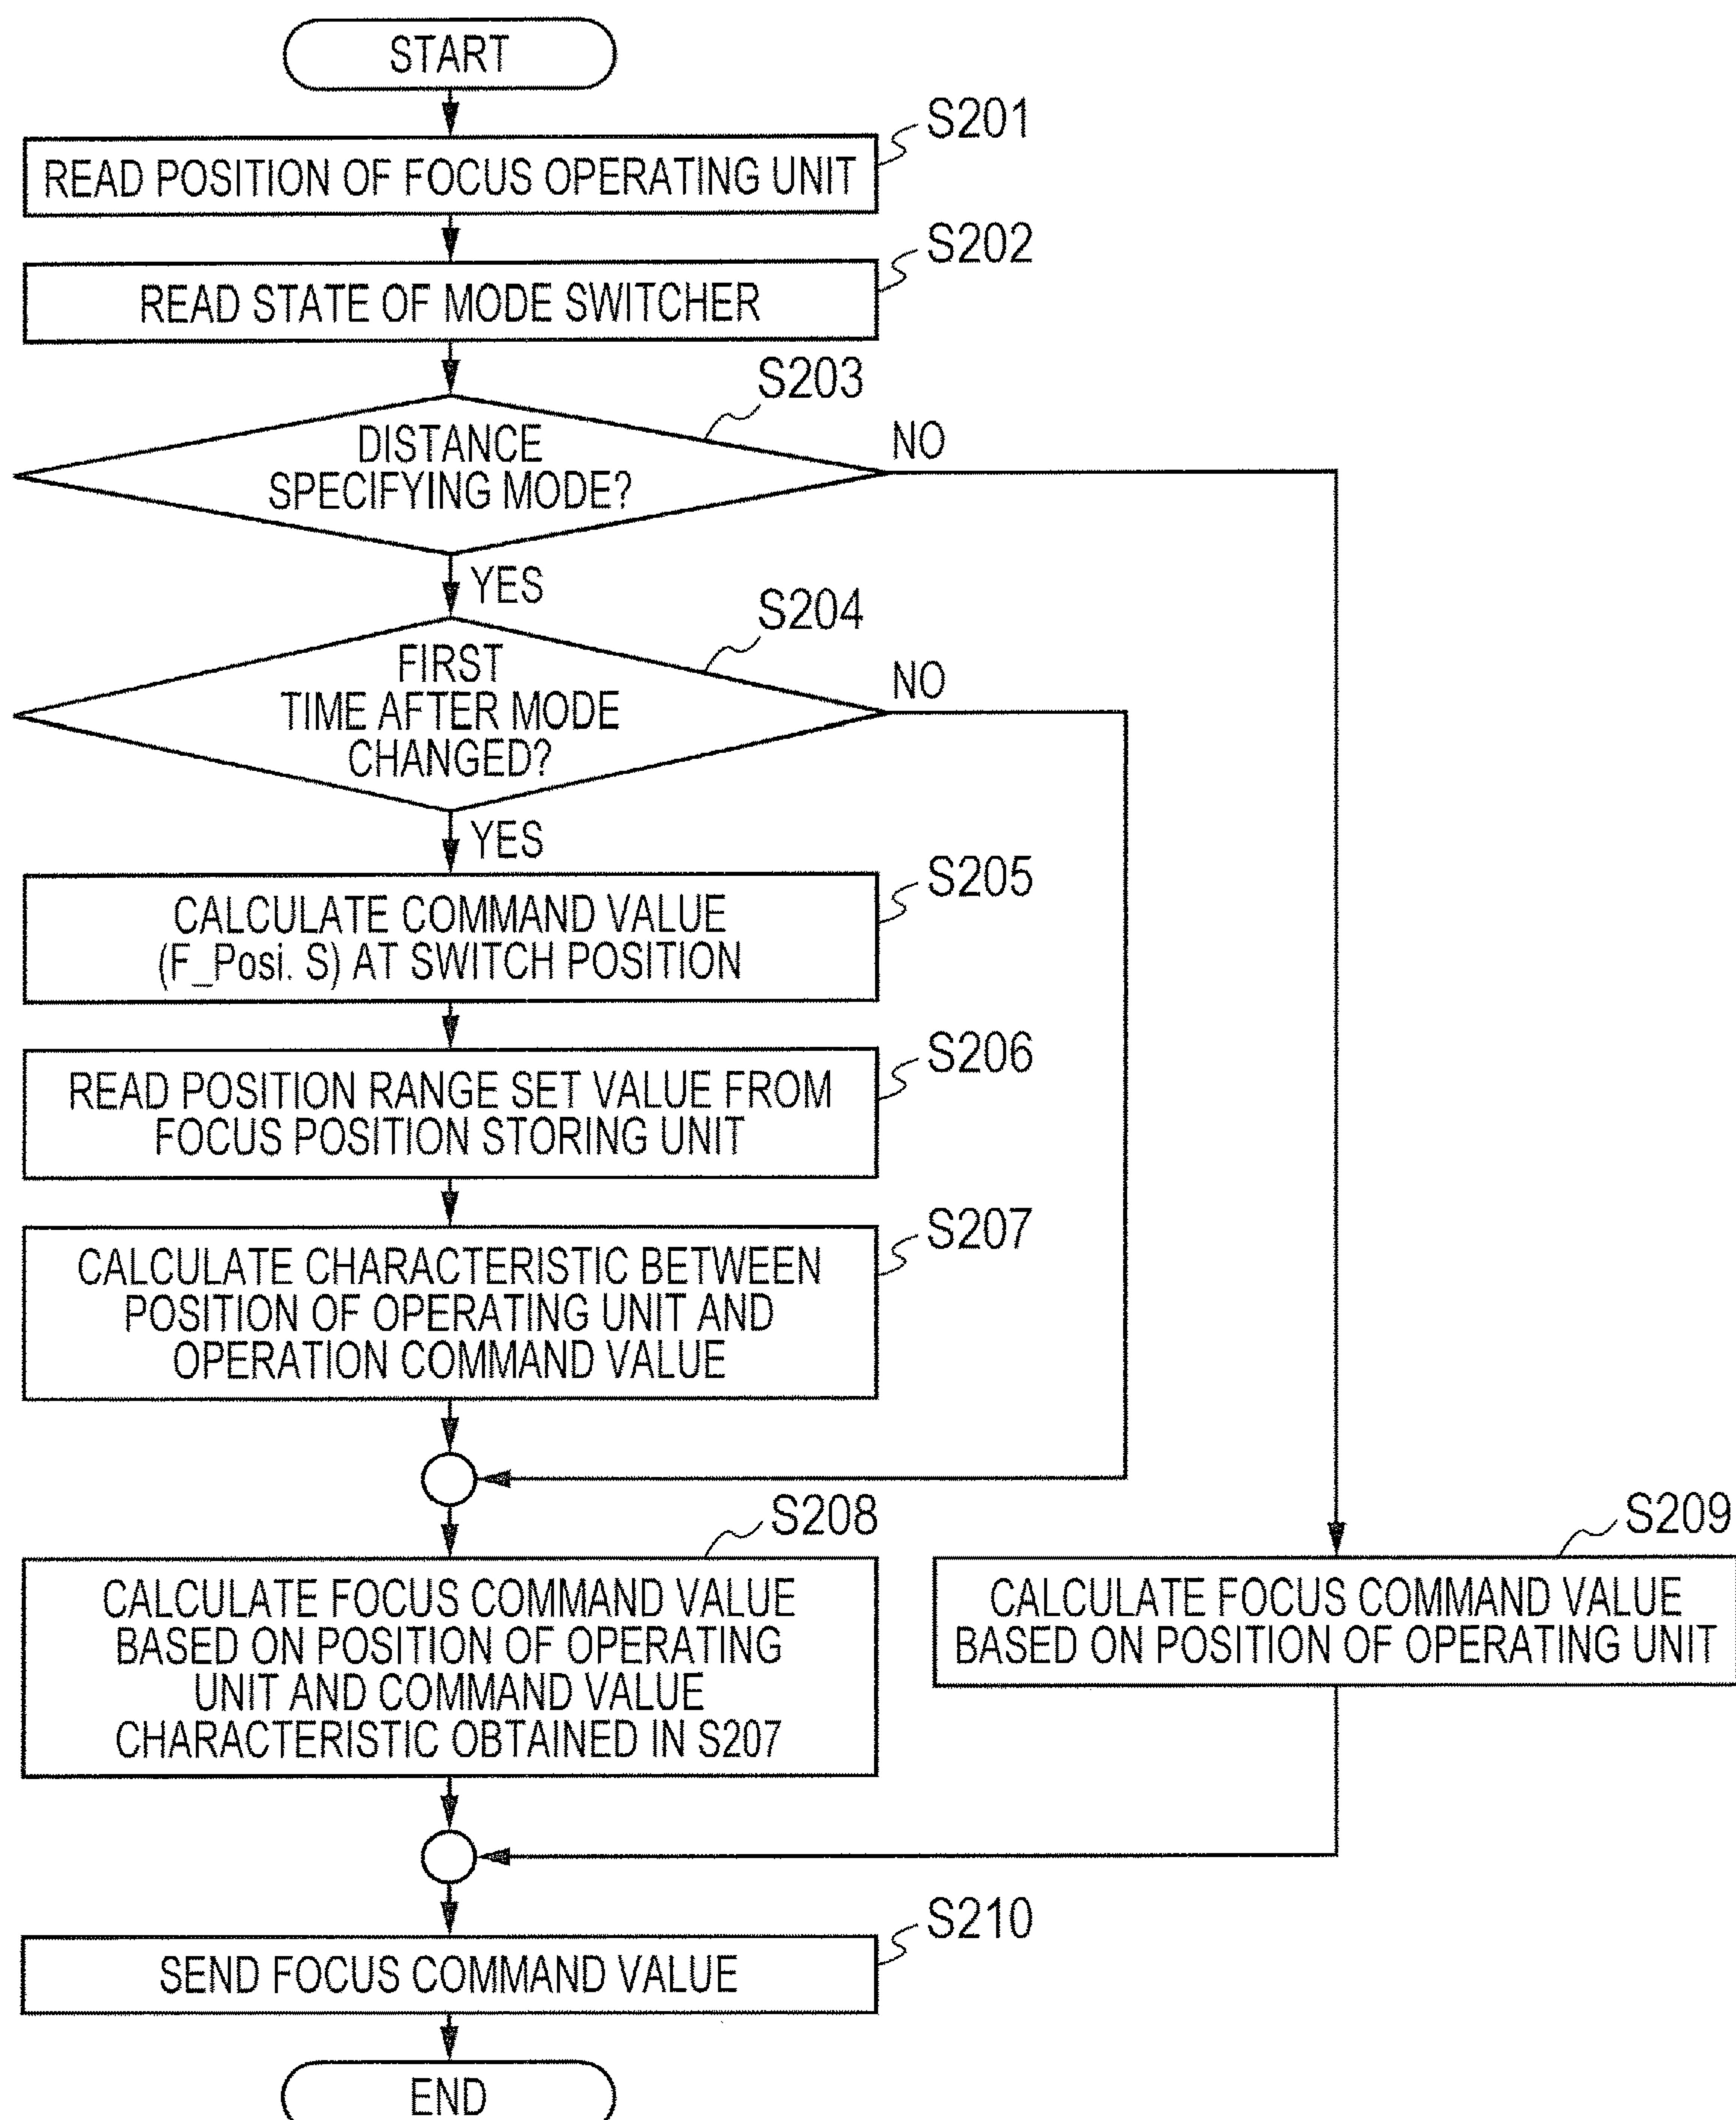 START
S201
READ POSITION OF FOCUS OPERATING UNIT
S202
READ STATE OF MODE SWITCHER
S203
DISTANCE
SPECIFYING MODE?
NO
YES
S204
FIRST
TIME AFTER MODE
CHANGED?
NO
YES
S205
CALCULATE COMMAND VALUE
(F_Posi. S) AT SWITCH POSITION
S206
READ POSITION RANGE SET VALUE FROM
FOCUS POSITION STORING UNIT
S207
CALCULATE CHARACTERISTIC BETWEEN
POSITION OF OPERATING UNIT AND
OPERATION COMMAND VALUE
S208
CALCULATE FOCUS COMMAND VALUE
BASED ON POSITION OF OPERATING
UNIT AND COMMAND VALUE
CHARACTERISTIC OBTAINED IN S207
S209
CALCULATE FOCUS COMMAND VALUE
BASED ON POSITION OF OPERATING UNIT
S210
SEND FOCUS COMMAND VALUE
END